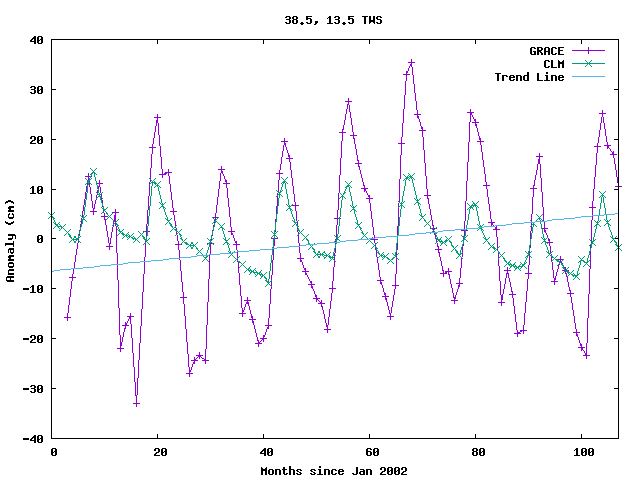 38.5, 13.5 TWS
GRACE
CLM
Trend Line
40
30
20
10
0
-10
-20
-30
-40
Anomaly (cm)
0 20 40 60 80 100
Months since Jan 2002